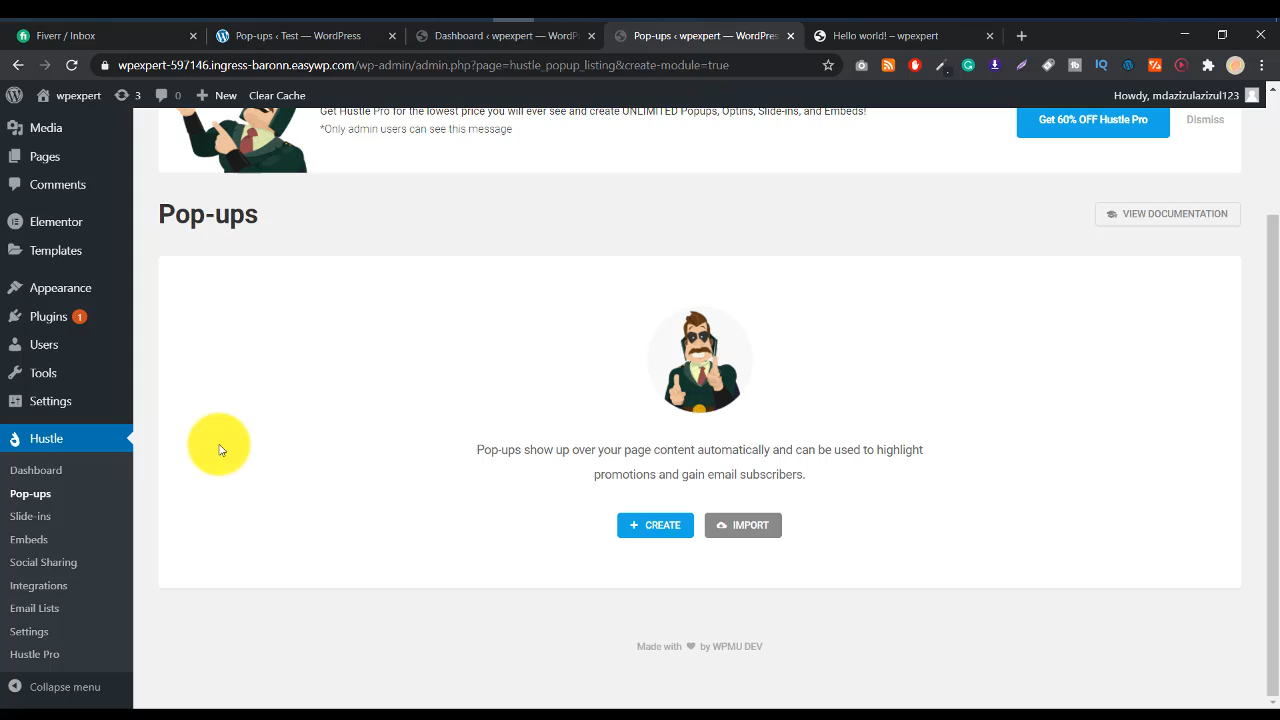 Fiverr / Inbox
Pop-ups ‹ Test — WordPress
Dashboard ‹ wpexpert — WordP
Pop-ups ‹ wpexpert — WordPres
Hello world! – wpexpert
wpexpert-597146.ingress-baronn.easywp.com/wp-admin/admin.php?page=hustle_popup_listing&create-module=true
wpexpert
3
0
New
Clear Cache
Howdy, mdazizulazizul123
Media
Pages
Comments
Elementor
Templates
Appearance
Plugins 1
Users
Tools
Settings
Hustle
Dashboard
Pop-ups
Slide-ins
Embeds
Social Sharing
Integrations
Email Lists
Settings
Hustle Pro
Collapse menu
Get Hustle Pro for the lowest price you will ever see and create UNLIMITED Popups, Optins, Slide-ins, and Embeds!
*Only admin users can see this message
Get 60% OFF Hustle Pro
Dismiss
Pop-ups
VIEW DOCUMENTATION
Pop-ups show up over your page content automatically and can be used to highlight
promotions and gain email subscribers.
+ CREATE
IMPORT
Made with ♥ by WPMU DEV